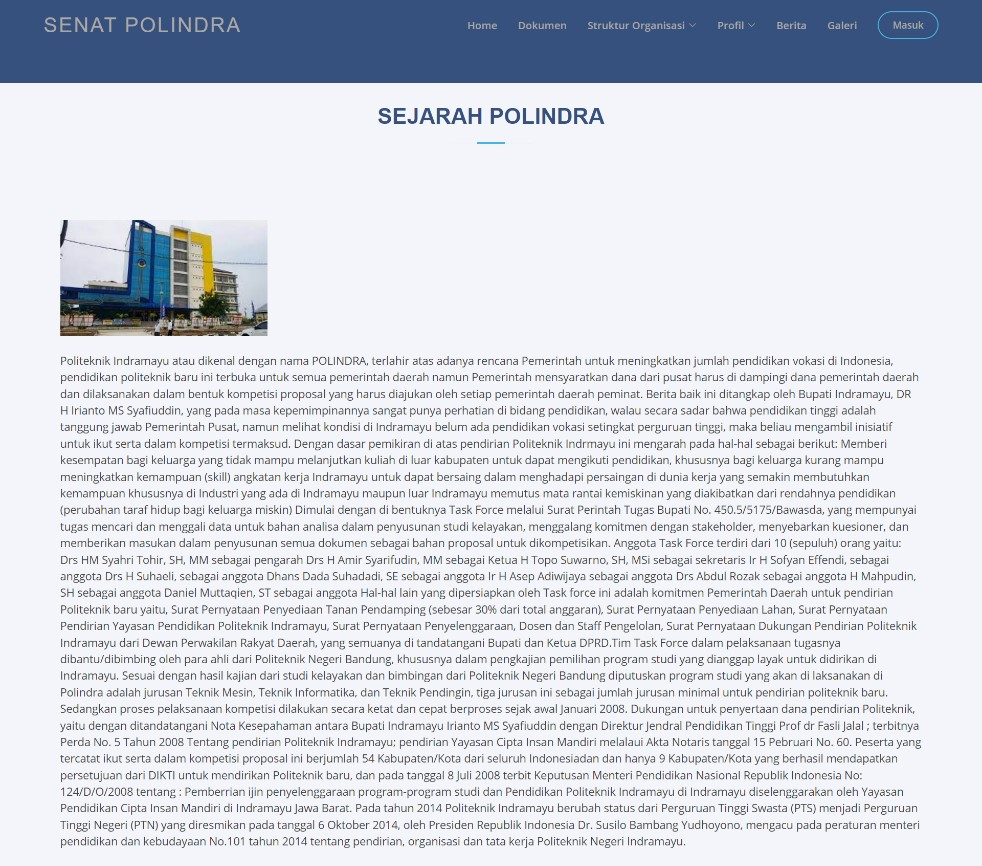 SENAT POLINDRA
Home Dokumen Struktur Organisasi Profil Berita Galeri Masuk
SEJARAH POLINDRA
Politeknik Indramayu atau dikenal dengan nama POLINDRA, terlahir atas adanya rencana Pemerintah untuk meningkatkan jumlah pendidikan vokasi di Indonesia,
pendidikan politeknik baru ini terbuka untuk semua pemerintah daerah namun Pemerintah mensyaratkan dana dari pusat harus di dampingi dana pemerintah daerah
dan dilaksanakan dalam bentuk kompetisi proposal yang harus diajukan oleh setiap pemerintah daerah peminat. Berita baik ini ditangkap oleh Bupati Indramayu, DR
H Irianto MS Syafiuddin, yang pada masa kepemimpinannya sangat punya perhatian di bidang pendidikan, walau secara sadar bahwa pendidikan tinggi adalah
tanggung jawab Pemerintah Pusat, namun melihat kondisi di Indramayu belum ada pendidikan vokasi setingkat perguruan tinggi, maka beliau mengambil inisiatif
untuk ikut serta dalam kompetisi termaksud. Dengan dasar pemikiran di atas pendirian Politeknik Indrmayu ini mengarah pada hal-hal sebagai berikut: Memberi
kesempatan bagi keluarga yang tidak mampu melanjutkan kuliah di luar kabupaten untuk dapat mengikuti pendidikan, khususnya bagi keluarga kurang mampu
meningkatkan kemampuan (skill) angkatan kerja Indramayu untuk dapat bersaing dalam menghadapi persaingan di dunia kerja yang semakin membutuhkan
kemampuan khususnya di Industri yang ada di Indramayu maupun luar Indramayu memutus mata rantai kemiskinan yang diakibatkan dari rendahnya pendidikan
(perubahan taraf hidup bagi keluarga miskin) Dimulai dengan di bentuknya Task Force melalui Surat Perintah Tugas Bupati No. 450.5/5175/Bawasda, yang mempunyai
tugas mencari dan menggali data untuk bahan analisa dalam penyusunan studi kelayakan, menggalang komitmen dengan stakeholder, menyebarkan kuesioner, dan
memberikan masukan dalam penyusunan semua dokumen sebagai bahan proposal untuk dikompetisikan. Anggota Task Force terdiri dari 10 (sepuluh) orang yaitu:
Drs HM Syahri Tohir, SH, MM sebagai pengarah Drs H Amir Syarifudin, MM sebagai Ketua H Topo Suwarno, SH, MSi sebagai sekretaris Ir H Sofyan Effendi, sebagai
anggota Drs H Suhaeli, sebagai anggota Dhans Dada Suhadadi, SE sebagai anggota Ir H Asep Adiwijaya sebagai anggota Drs Abdul Rozak sebagai anggota H Mahpudin,
SH sebagai anggota Daniel Muttaqien, ST sebagai anggota Hal-hal lain yang dipersiapkan oleh Task force ini adalah komitmen Pemerintah Daerah untuk pendirian
Politeknik baru yaitu, Surat Pernyataan Penyediaan Tanan Pendamping (sebesar 30% dari total anggaran), Surat Pernyataan Penyediaan Lahan, Surat Pernyataan
Pendirian Yayasan Pendidikan Politeknik Indramayu, Surat Pernyataan Penyelenggaraan, Dosen dan Staff Pengelolan, Surat Pernyataan Dukungan Pendirian Politeknik
Indramayu dari Dewan Perwakilan Rakyat Daerah, yang semuanya di tandatangani Bupati dan Ketua DPRD.Tim Task Force dalam pelaksanaan tugasnya
dibantu/dibimbing oleh para ahli dari Politeknik Negeri Bandung, khususnya dalam pengkajian pemilihan program studi yang dianggap layak untuk didirikan di
Indramayu. Sesuai dengan hasil kajian dari studi kelayakan dan bimbingan dari Politeknik Negeri Bandung diputuskan program studi yang akan di laksanakan di
Polindra adalah jurusan Teknik Mesin, Teknik Informatika, dan Teknik Pendingin, tiga jurusan ini sebagai jumlah jurusan minimal untuk pendirian politeknik baru.
Sedangkan proses pelaksanaan kompetisi dilakukan secara ketat dan cepat berproses sejak awal Januari 2008. Dukungan untuk penyertaan dana pendirian Politeknik,
yaitu dengan ditandatangani Nota Kesepahaman antara Bupati Indramayu Irianto MS Syafiuddin dengan Direktur Jendral Pendidikan Tinggi Prof dr Fasli Jalal ; terbitnya
Perda No. 5 Tahun 2008 Tentang pendirian Politeknik Indramayu; pendirian Yayasan Cipta Insan Mandiri melalaui Akta Notaris tanggal 15 Pebruari No. 60. Peserta yang
tercatat ikut serta dalam kompetisi proposal ini berjumlah 54 Kabupaten/Kota dari seluruh Indonesiadan dan hanya 9 Kabupaten/Kota yang berhasil mendapatkan
persetujuan dari DIKTI untuk mendirikan Politeknik baru, dan pada tanggal 8 Juli 2008 terbit Keputusan Menteri Pendidikan Nasional Republik Indonesia No:
124/D/O/2008 tentang : Pemberrian ijin penyelenggaraan program-program studi dan Pendidikan Politeknik Indramayu di Indramayu diselenggarakan oleh Yayasan
Pendidikan Cipta Insan Mandiri di Indramayu Jawa Barat. Pada tahun 2014 Politeknik Indramayu berubah status dari Perguruan Tinggi Swasta (PTS) menjadi Perguruan
Tinggi Negeri (PTN) yang diresmikan pada tanggal 6 Oktober 2014, oleh Presiden Republik Indonesia Dr. Susilo Bambang Yudhoyono, mengacu pada peraturan menteri
pendidikan dan kebudayaan No.101 tahun 2014 tentang pendirian, organisasi dan tata kerja Politeknik Negeri Indramayu.